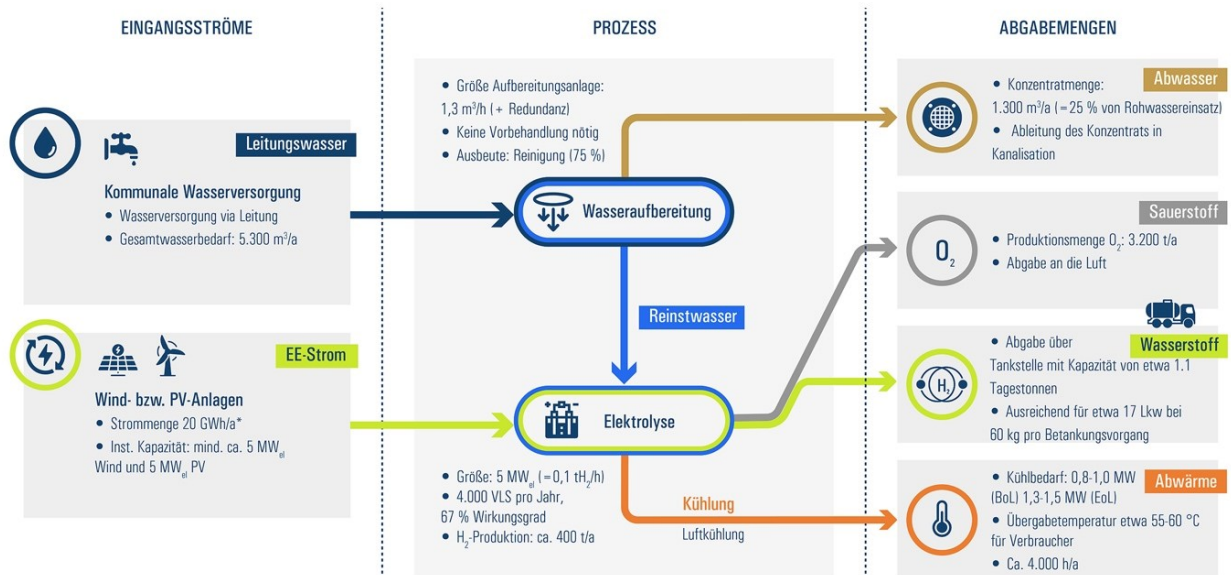 EINGANGSSTRÖME
Leitungswasser
Kommunale Wasserversorgung
• Wasserversorgung via Leitung
• Gesamtwasserbedarf: 5.300 m³/a
EE-Strom
Wind- bzw. PV-Anlagen
• Strommenge 20 GWh/a*
• Inst. Kapazität: mind. ca. 5 MWₑₗ
Wind und 5 MWₑₗ PV
PROZESS
• Größe Aufbereitungsanlage:
1,3 m³/h (+ Redundanz)
• Keine Vorbehandlung nötig
• Ausbeute: Reinigung (75 %)
Wasseraufbereitung
Reinstwasser
Elektrolyse
• Größe: 5 MWₑₗ (=0,1 tH₂/h)
• 4.000 VLS pro Jahr,
67 % Wirkungsgrad
• H₂-Produktion: ca. 400 t/a
Kühlung
Luftkühlung
ABGABEMENGEN
Abwasser
• Konzentratmenge:
1.300 m³/a (=25 % von Rohwassereinsatz)
• Ableitung des Konzentrats in
Kanalisation
Sauerstoff
O₂
• Produktionsmenge O₂: 3.200 t/a
• Abgabe an die Luft
Wasserstoff
H₂
• Abgabe über
Tankstelle mit Kapazität von etwa 1.1
Tagestonnen
• Ausreichend für etwa 17 Lkw bei
60 kg pro Betankungsvorgang
Abwärme
• Kühlbedarf: 0,8-1,0 MW
(BoL) 1,3-1,5 MW (EoL)
• Übergabetemperatur etwa 55-60 °C
für Verbraucher
• Ca. 4.000 h/a